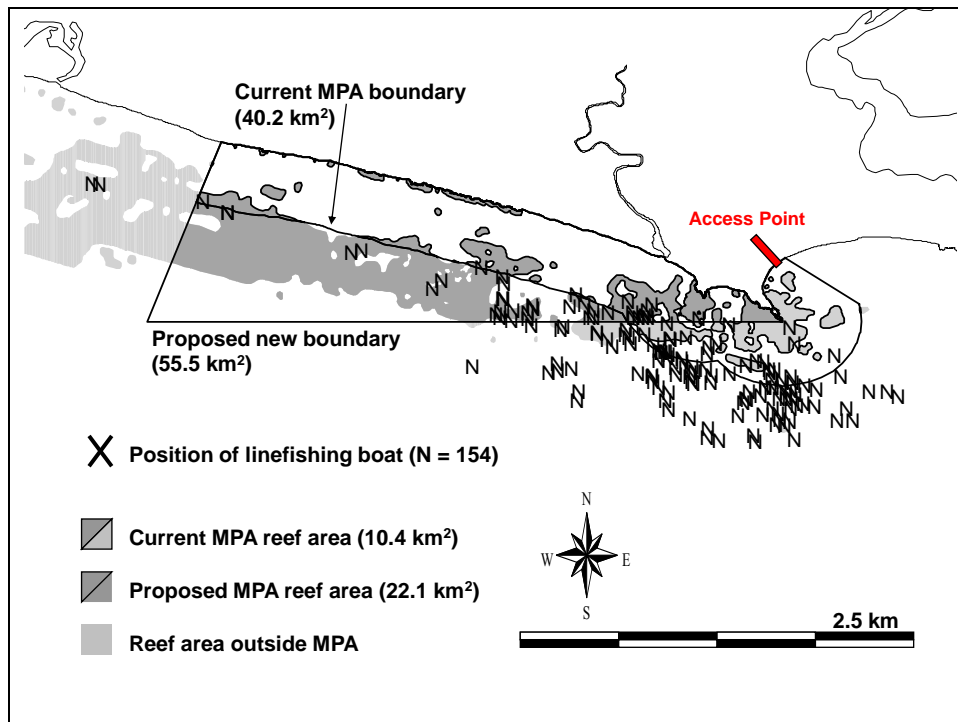 Current MPA boundary
(40.2 km²)
Access Point
Proposed new boundary
(55.5 km²)
Position of linefishing boat (N = 154)
Current MPA reef area (10.4 km²)
Proposed MPA reef area (22.1 km²)
Reef area outside MPA
N
W E
S
2.5 km